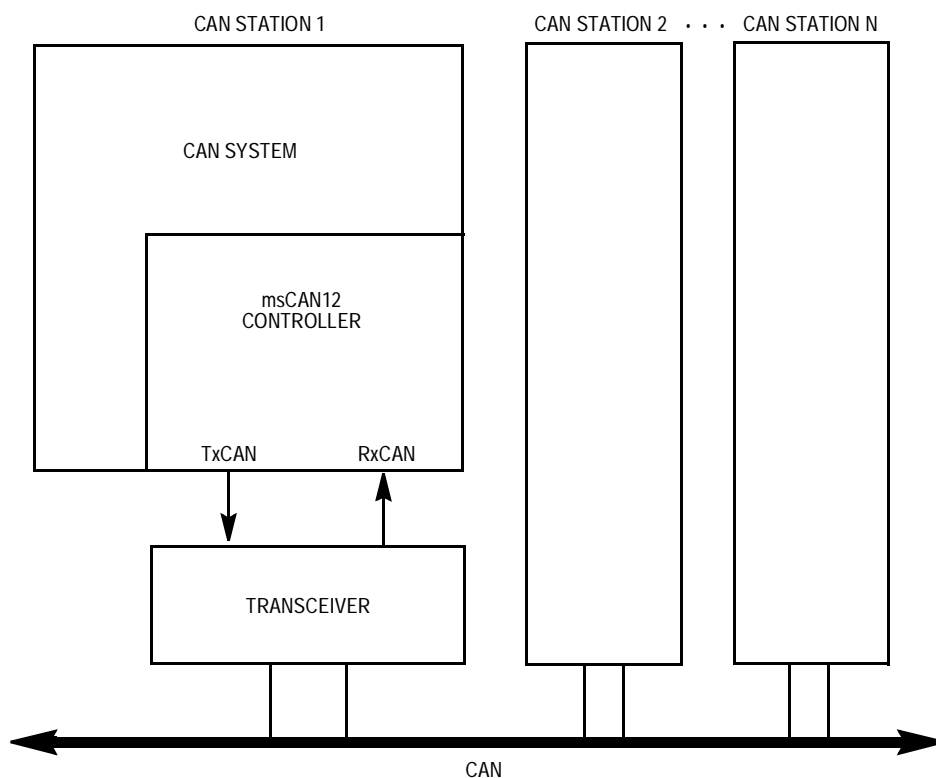 CAN STATION 1
CAN STATION 2 . . . CAN STATION N
CAN SYSTEM
msCAN12
CONTROLLER
TxCAN
RxCAN
TRANSCEIVER
CAN